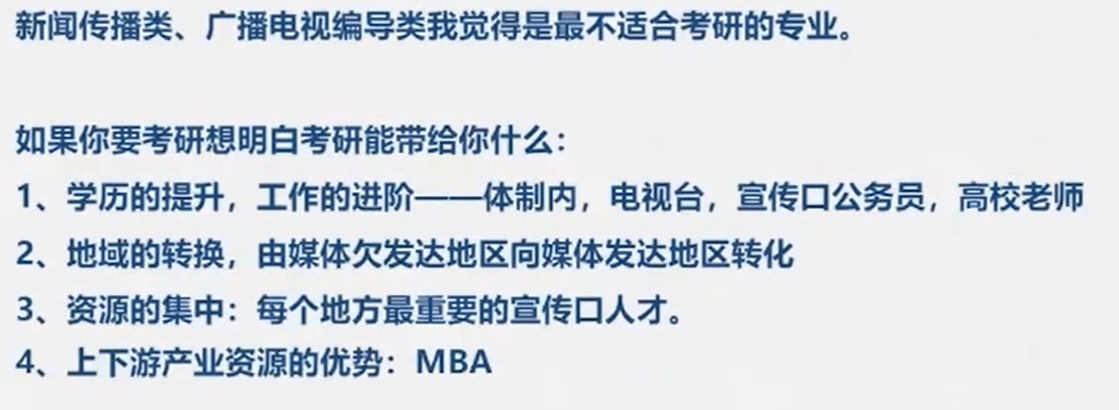 新闻传播类、广播电视编导类我觉得是最不适合考研的专业。
如果你要考研想明白考研能带给你什么：
1、学历的提升，工作的进阶——体制内，电视台，宣传口公务员，高校老师
2、地域的转换，由媒体欠发达地区向媒体发达地区转化
3、资源的集中：每个地方最重要的宣传口人才。
4、上下游产业资源的优势：MBA